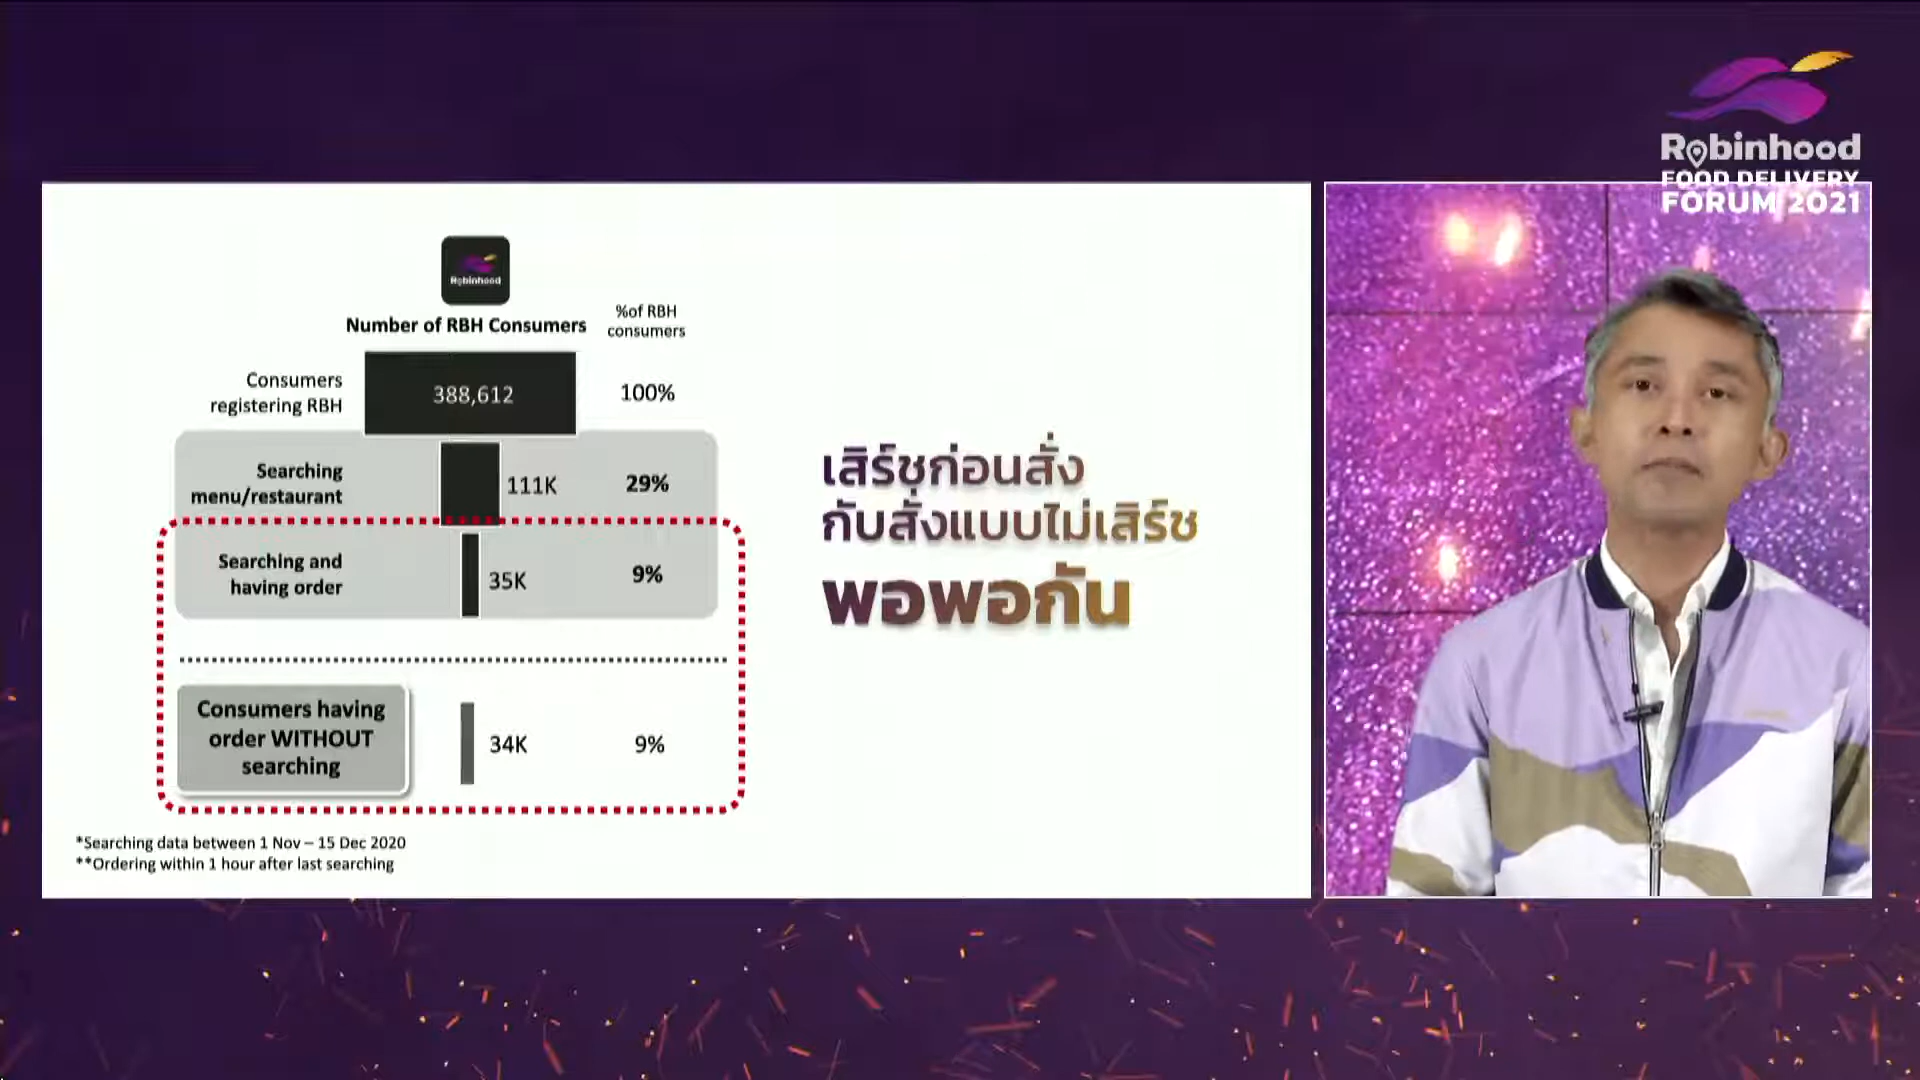 Robinhood
FOOD DELIVERY
FORUM 2021
Robinhood
Number of RBH Consumers
%of RBH
consumers
Consumers
registering RBH
388,612
100%
Searching
menu/restaurant
111K
29%
Searching and
having order
35K
9%
Consumers having
order WITHOUT
searching
34K
9%
*Searching data between 1 Nov – 15 Dec 2020
**Ordering within 1 hour after last searching
เสิร์ชก่อนสั่ง
กับสั่งแบบไม่เสิร์ช
พอพอกัน